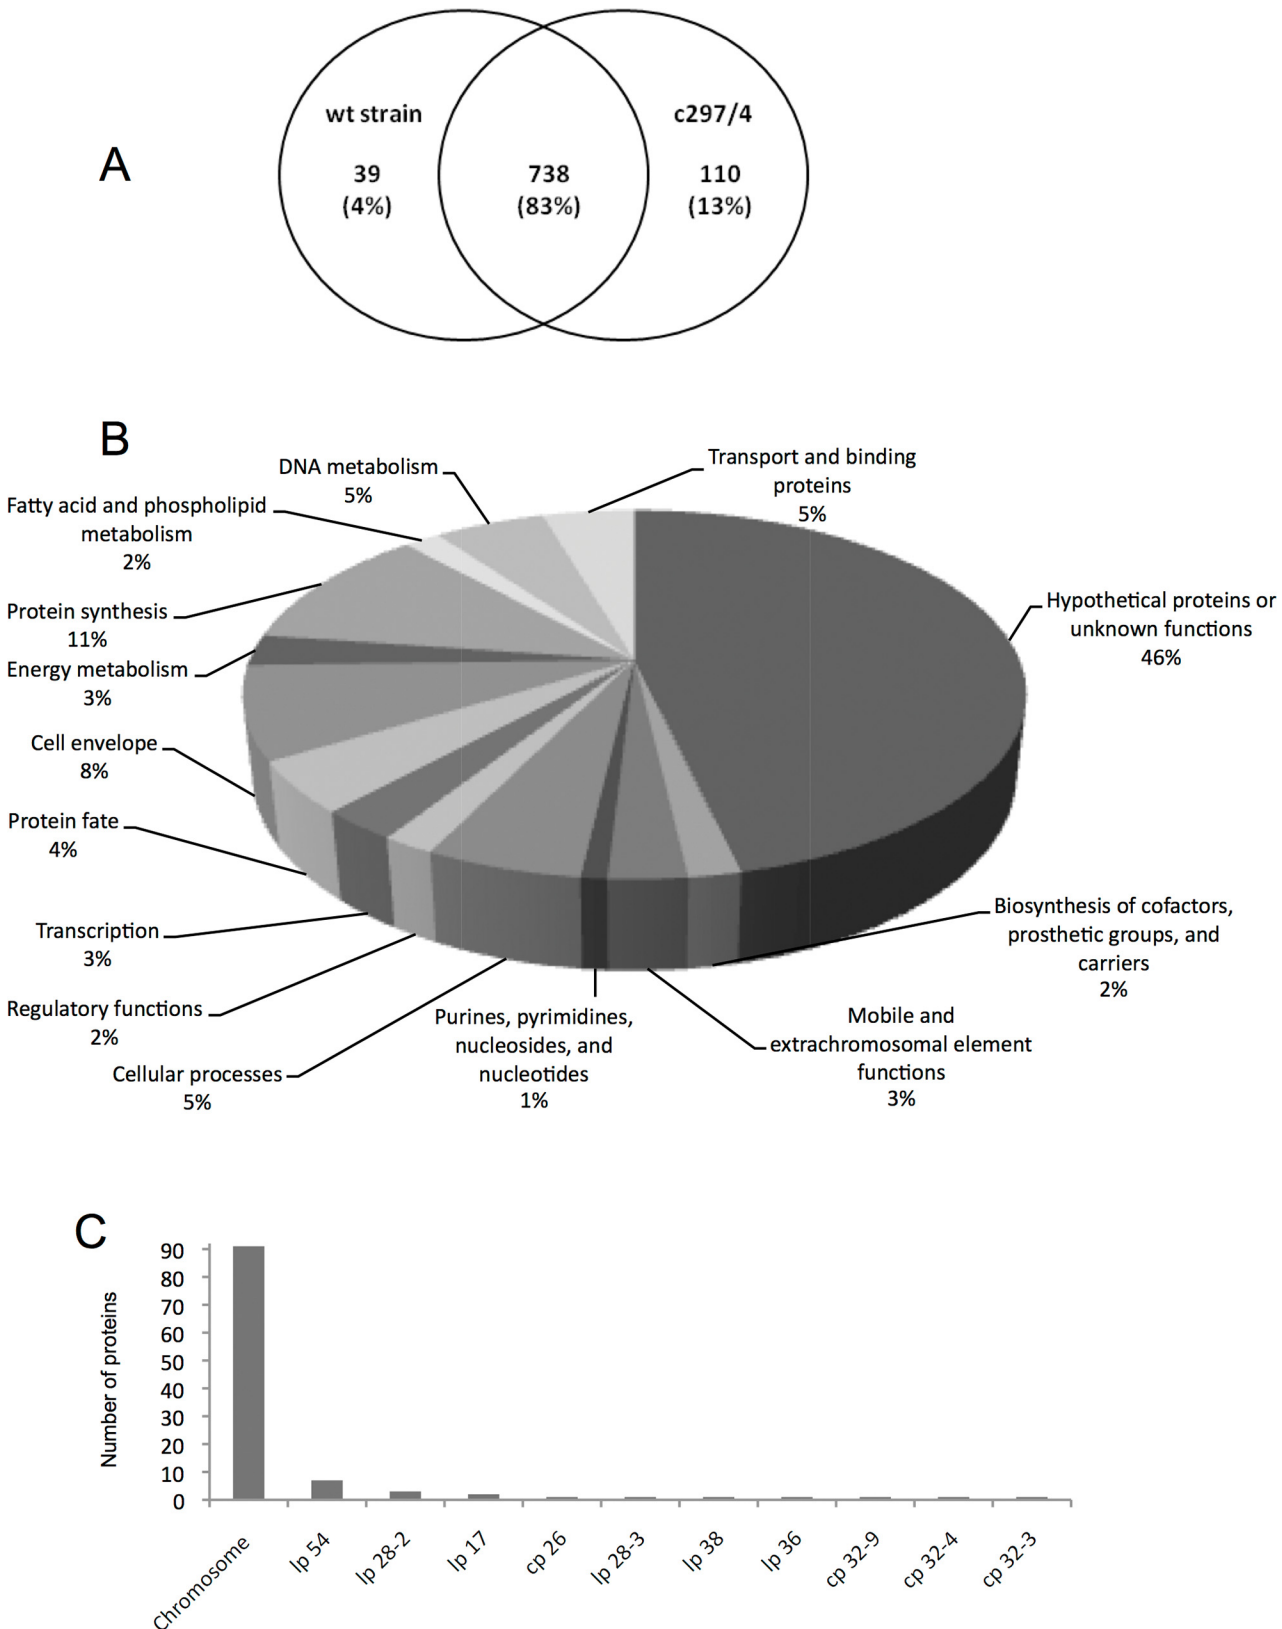 A
wt strain
39
(4%)
738
(83%)
c297/4
110
(13%)
B
DNA metabolism
5%
Transport and binding
proteins
5%
Fatty acid and phospholipid
metabolism
2%
Hypothetical proteins or
unknown functions
46%
Protein synthesis
11%
Energy metabolism
3%
Cell envelope
8%
Protein fate
4%
Transcription
3%
Regulatory functions
2%
Cellular processes
5%
Purines, pyrimidines,
nucleosides, and
nucleotides
1%
Mobile and
extrachromosomal element
functions
3%
Biosynthesis of cofactors,
prosthetic groups, and
carriers
2%
C
Number of proteins
90
80
70
60
50
40
30
20
10
0
Chromosome
lp 54
lp 28-2
lp 17
cp 26
lp 28-3
lp 38
lp 36
cp 32-9
cp 32-4
cp 32-3